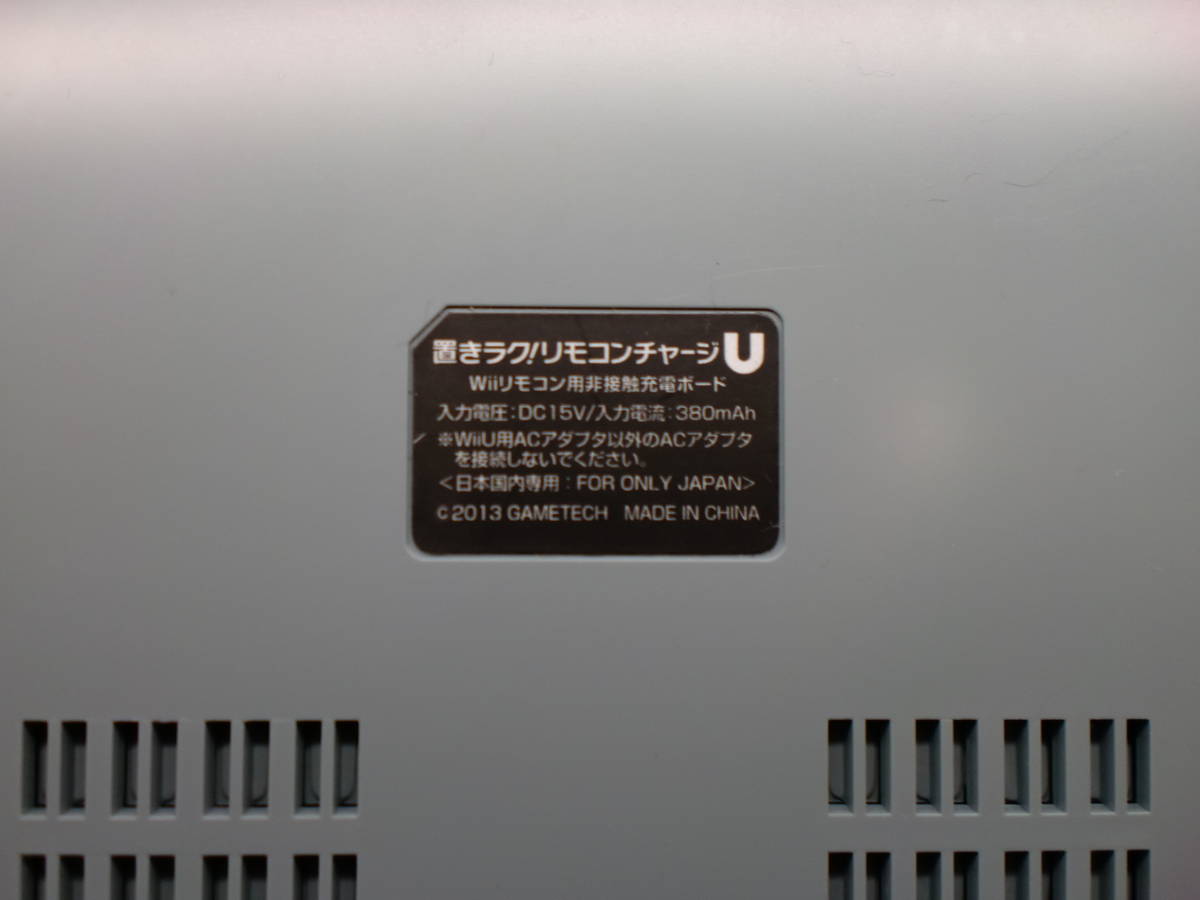 置きラク!リモコンチャージU
Wiiリモコン用非接触充電ボード
入力電圧:DC15V/入力電流:380mAh
※WiiU用ACアダプタ以外のACアダプタ
を接続しないでください。
<日本国内専用:FOR ONLY JAPAN>
©2013 GAMETECH MADE IN CHINA